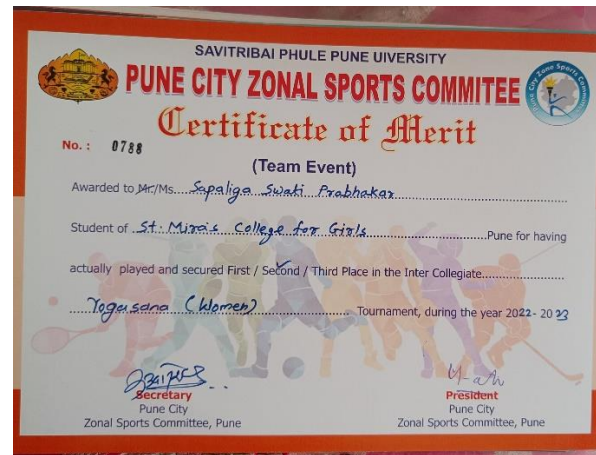 SAVITRIBAI PHULE PUNE UIVERSITY
PUNE CITY ZONAL SPORTS COMMITEE
Certificate of Merit
No. : 0788
(Team Event)
Awarded to Mr/Ms. Sapaliga Swati Prabhakar
Student of St. Mira's College for Girls Pune for having
actually played and secured First / Second / Third Place in the Inter Collegiate
Yogasana (Women) Tournament, during the year 2022- 2023
Secretary
Pune City
Zonal Sports Committee, Pune
President
Pune City
Zonal Sports Committee, Pune